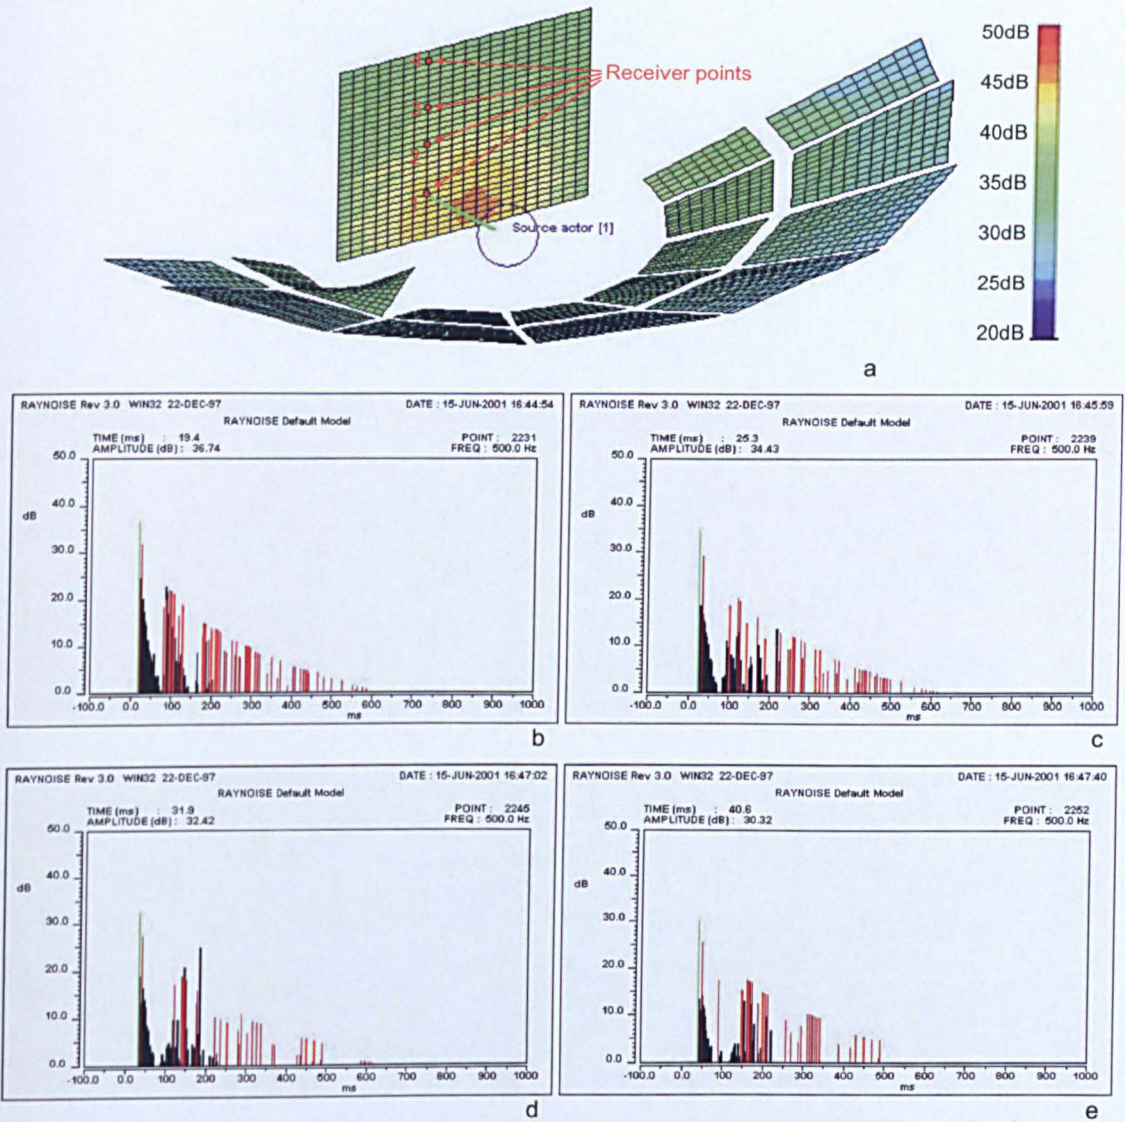 50dB
45dB
40dB
35dB
30dB
25dB
20dB
4
3
2
1
Receiver points
Source actor [1]
a
RAYNOISE Rev 3.0 WIN32 22-DEC-97 DATE : 15-JUN-2001 16:44:54
RAYNOISE Default Model
TIME (ms) : 19.4 POINT : 2231
AMPLITUDE (dB) : 36.74 FREQ : 500.0 Hz
50.0
40.0
dB
30.0
20.0
10.0
0.0
-100.0 0.0 100 200 300 400 500 600 700 800 900 1000
ms
b
RAYNOISE Rev 3.0 WIN32 22-DEC-97 DATE : 15-JUN-2001 16:45:59
RAYNOISE Default Model
TIME (ms) : 25.3 POINT : 2239
AMPLITUDE (dB) : 34.43 FREQ : 500.0 Hz
50.0
40.0
dB
30.0
20.0
10.0
0.0
-100.0 0.0 100 200 300 400 500 600 700 800 900 1000
ms
c
RAYNOISE Rev 3.0 WIN32 22-DEC-97 DATE : 15-JUN-2001 16:47:02
RAYNOISE Default Model
TIME (ms) : 31.9 POINT : 2245
AMPLITUDE (dB) : 32.42 FREQ : 500.0 Hz
50.0
40.0
dB
30.0
20.0
10.0
0.0
-100.0 0.0 100 200 300 400 500 600 700 800 900 1000
ms
d
RAYNOISE Rev 3.0 WIN32 22-DEC-97 DATE : 15-JUN-2001 16:47:40
RAYNOISE Default Model
TIME (ms) : 40.6 POINT : 2252
AMPLITUDE (dB) : 30.32 FREQ : 500.0 Hz
50.0
40.0
dB
30.0
20.0
10.0
0.0
-100.0 0.0 100 200 300 400 500 600 700 800 900 1000
ms
e